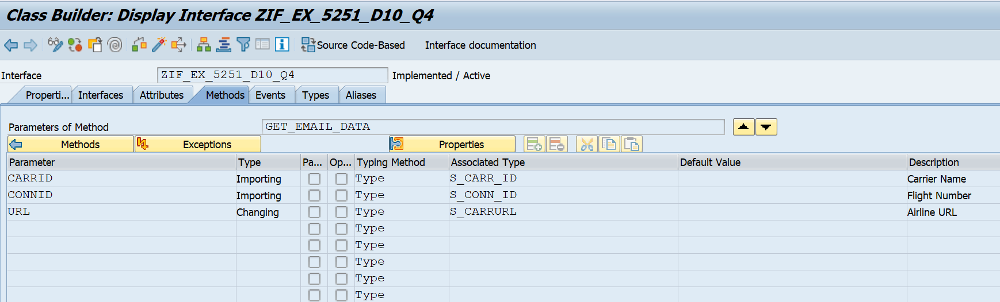 Class Builder: Display Interface ZIF_EX_5251_D10_Q4
Source Code-Based Interface documentation
Interface ZIF_EX_5251_D10_Q4 Implemented / Active
Properti... Interfaces Attributes Methods Events Types Aliases
Parameters of Method GET_EMAIL_DATA
Methods Exceptions Properties
Parameter Type Pa... Op... Typing Method Associated Type Default Value Description
CARRID Importing Type S_CARR_ID Carrier Name
CONNID Importing Type S_CONN_ID Flight Number
URL Changing Type S_CARRURL Airline URL
Type
Type
Type
Type
Type